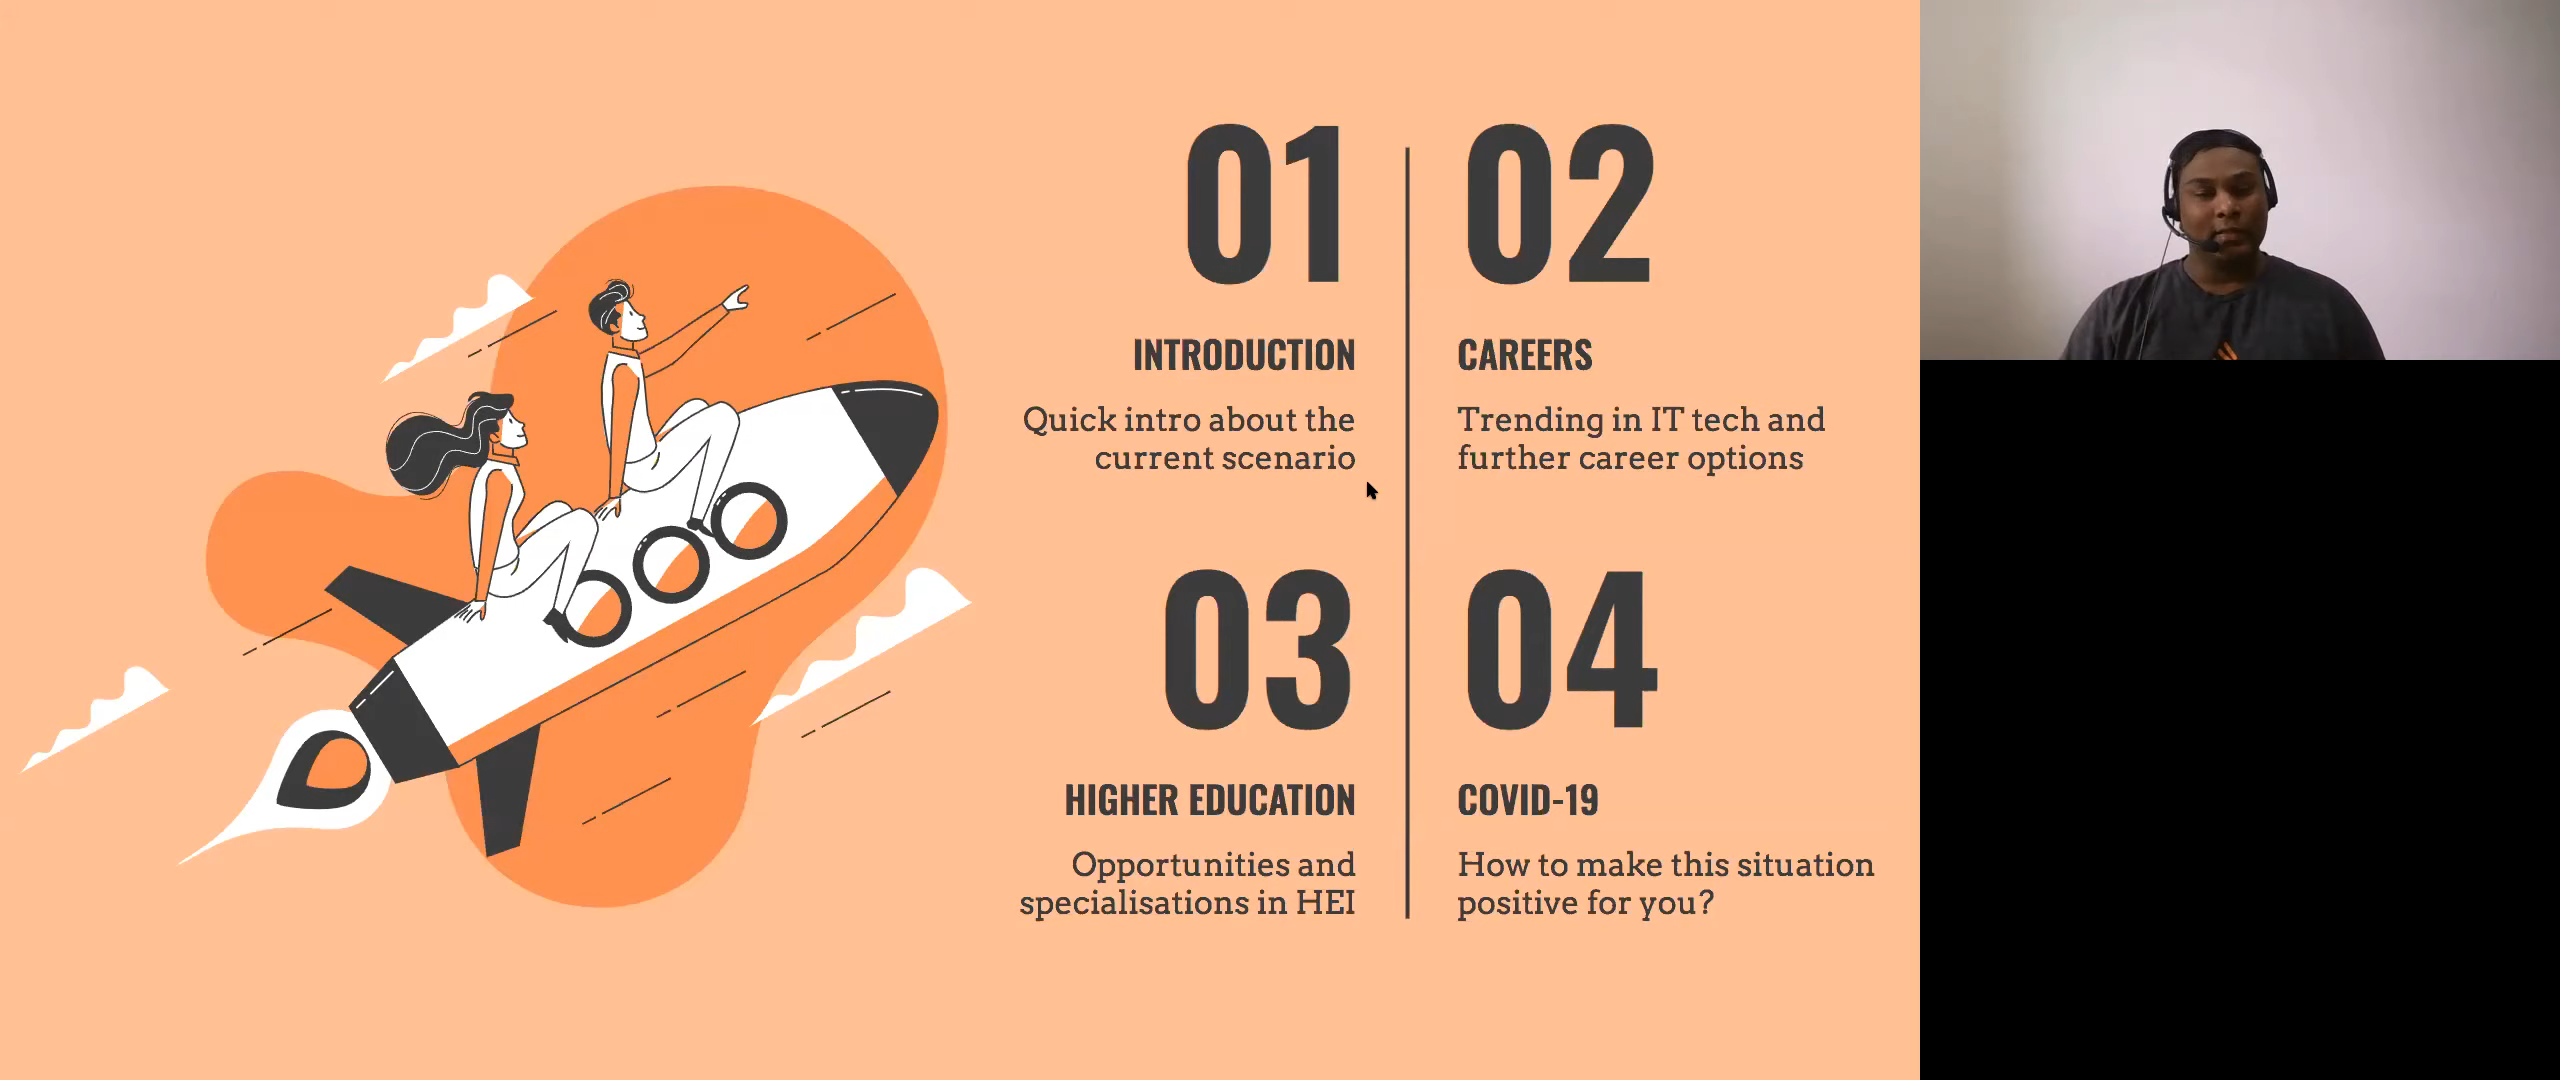 01
INTRODUCTION
Quick intro about the
current scenario
02
CAREERS
Trending in IT tech and
further career options
03
HIGHER EDUCATION
Opportunities and
specialisations in HEI
04
COVID-19
How to make this situation
positive for you?